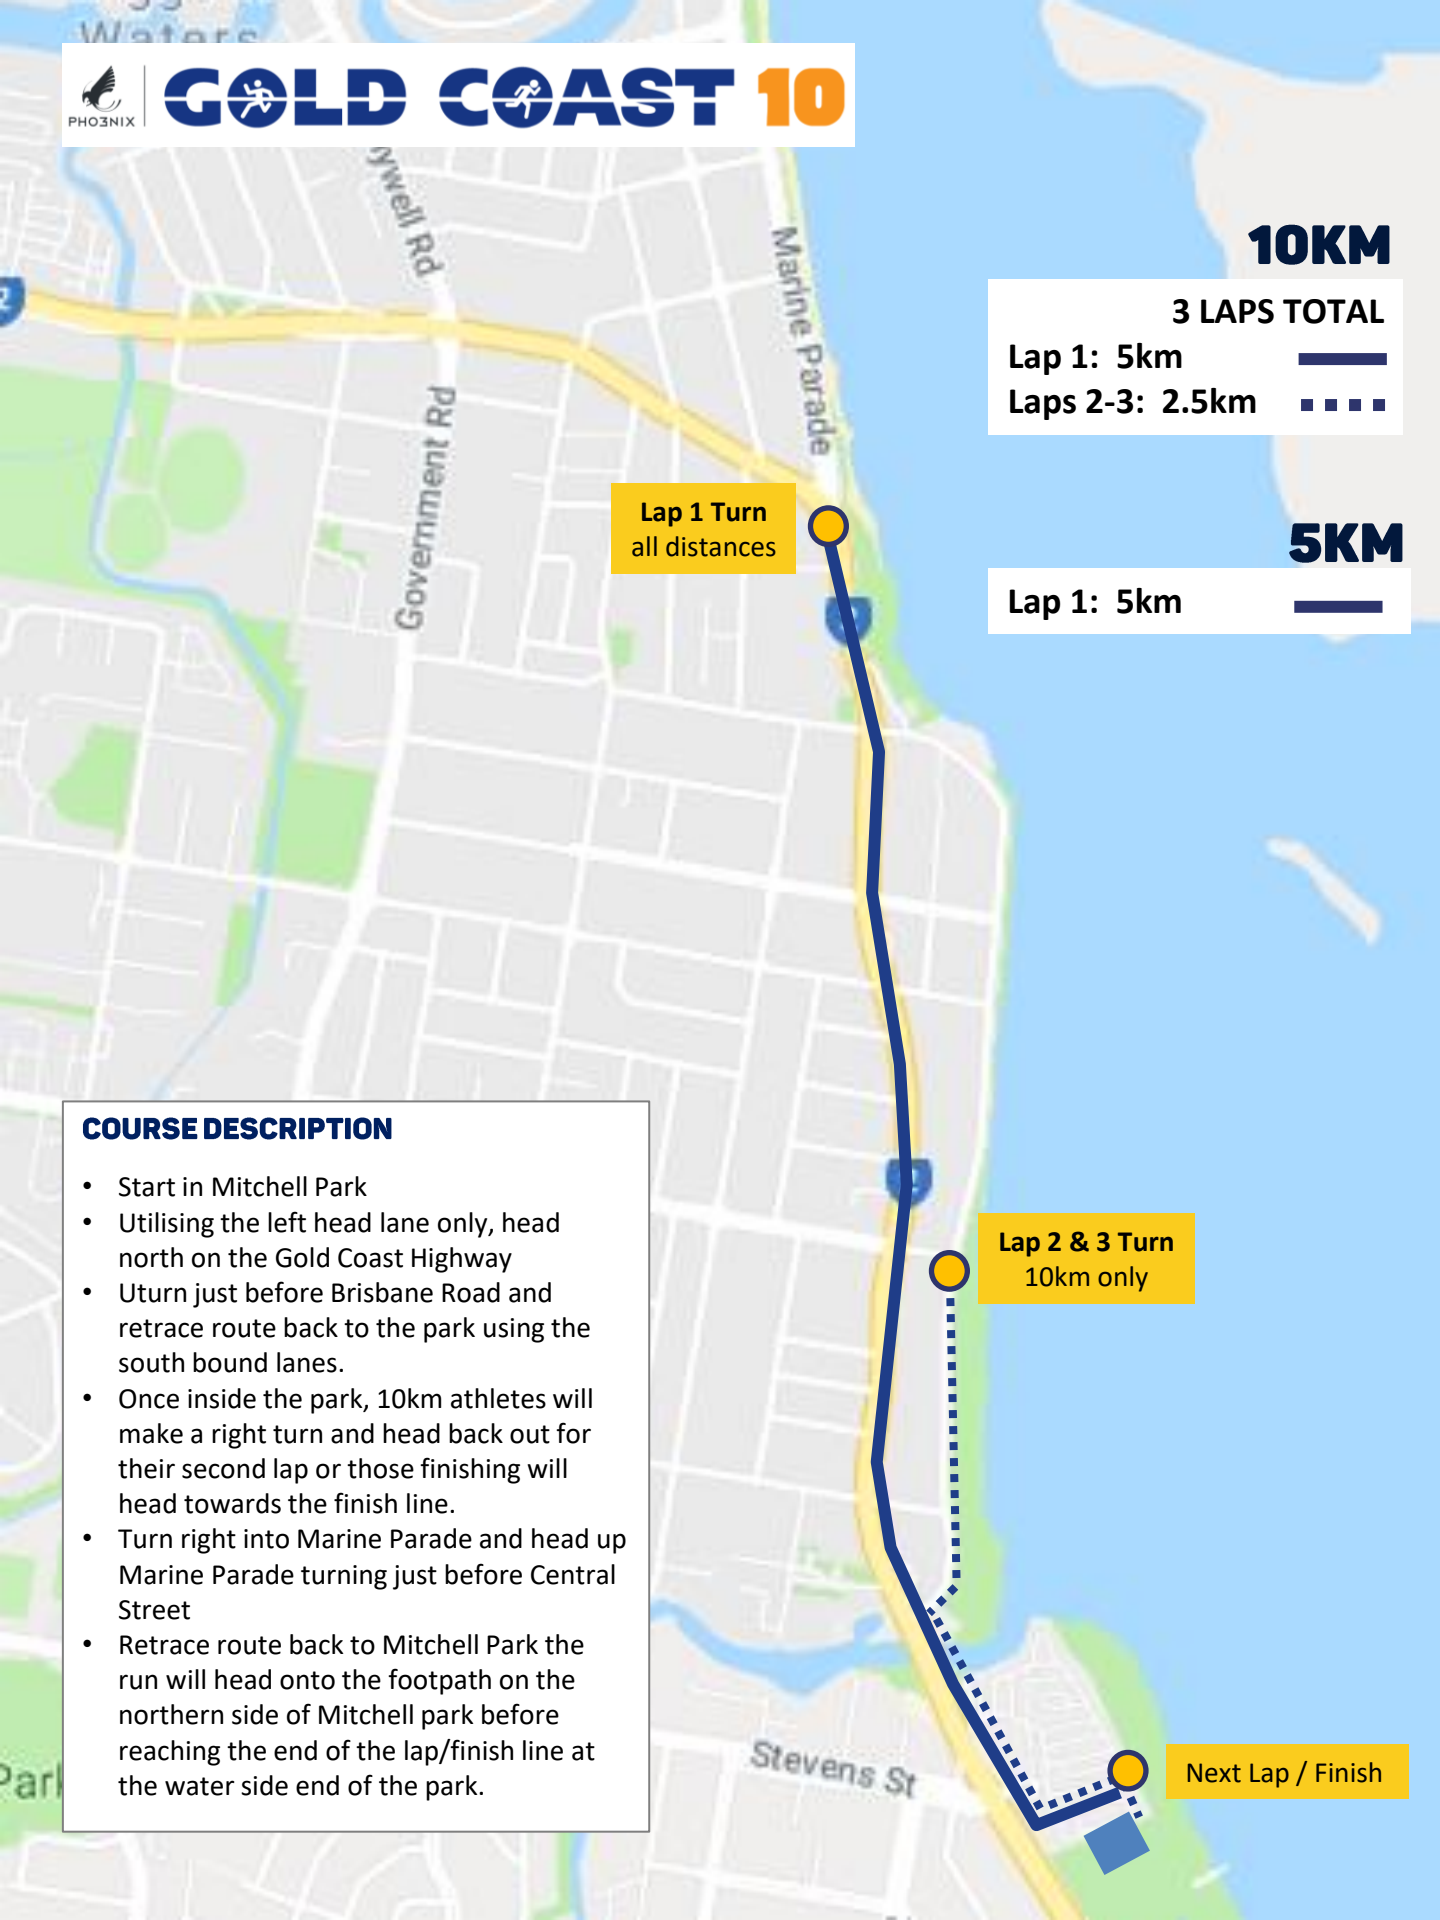 Waters
PHO3NIX
GOLD COAST 10
Marine Parade
10KM
3 LAPS TOTAL
Lap 1: 5km
Laps 2-3: 2.5km
Government Rd
Lap 1 Turn
all distances
5KM
Lap 1: 5km
COURSE DESCRIPTION
• Start in Mitchell Park
• Utilising the left head lane only, head
north on the Gold Coast Highway
• Uturn just before Brisbane Road and
retrace route back to the park using the
south bound lanes.
• Once inside the park, 10km athletes will
make a right turn and head back out for
their second lap or those finishing will
head towards the finish line.
• Turn right into Marine Parade and head up
Marine Parade turning just before Central
Street
• Retrace route back to Mitchell Park the
run will head onto the footpath on the
northern side of Mitchell park before
reaching the end of the lap/finish line at
the water side end of the park.
Lap 2 & 3 Turn
10km only
Stevens St
Next Lap / Finish